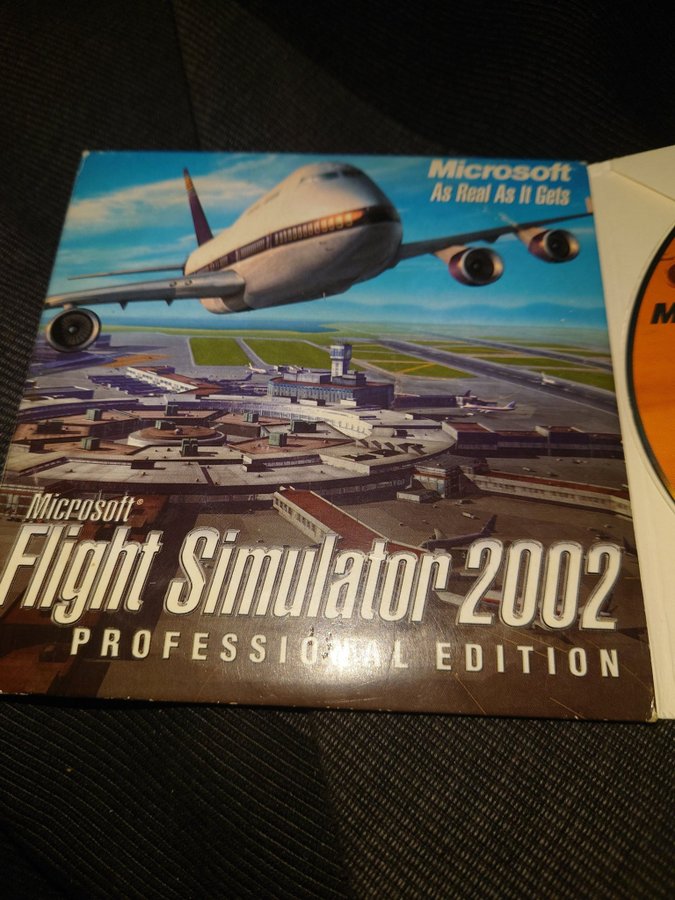 Microsoft
As Real As It Gets
Microsoft®
Flight Simulator 2002
PROFESSIONAL EDITION
M